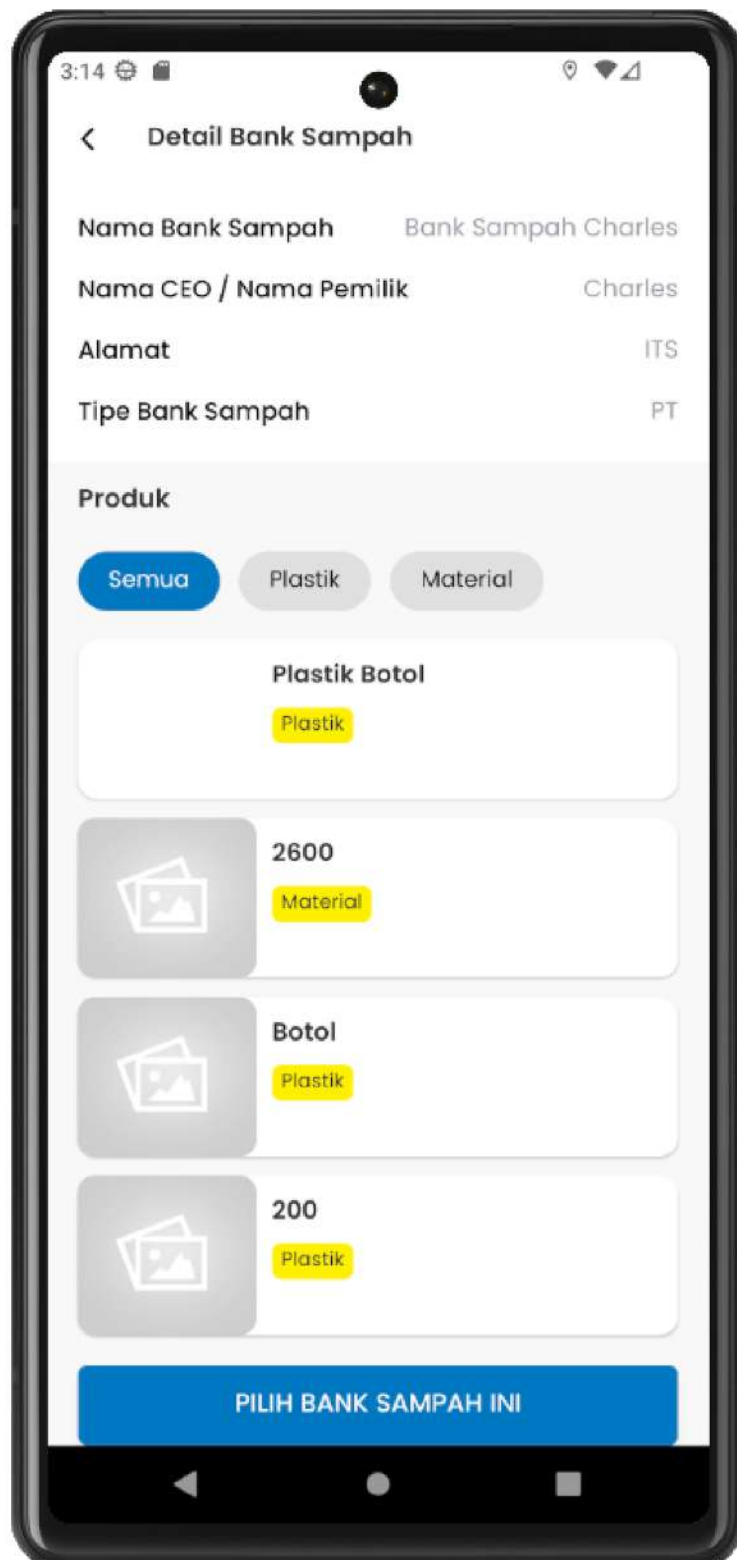 3:14
Detail Bank Sampah
Nama Bank Sampah Bank Sampah Charles
Nama CEO / Nama Pemilik Charles
Alamat ITS
Tipe Bank Sampah PT
Produk
Semua Plastik Material
Plastik Botol
Plastik
2600
Material
Botol
Plastik
200
Plastik
PILIH BANK SAMPAH INI